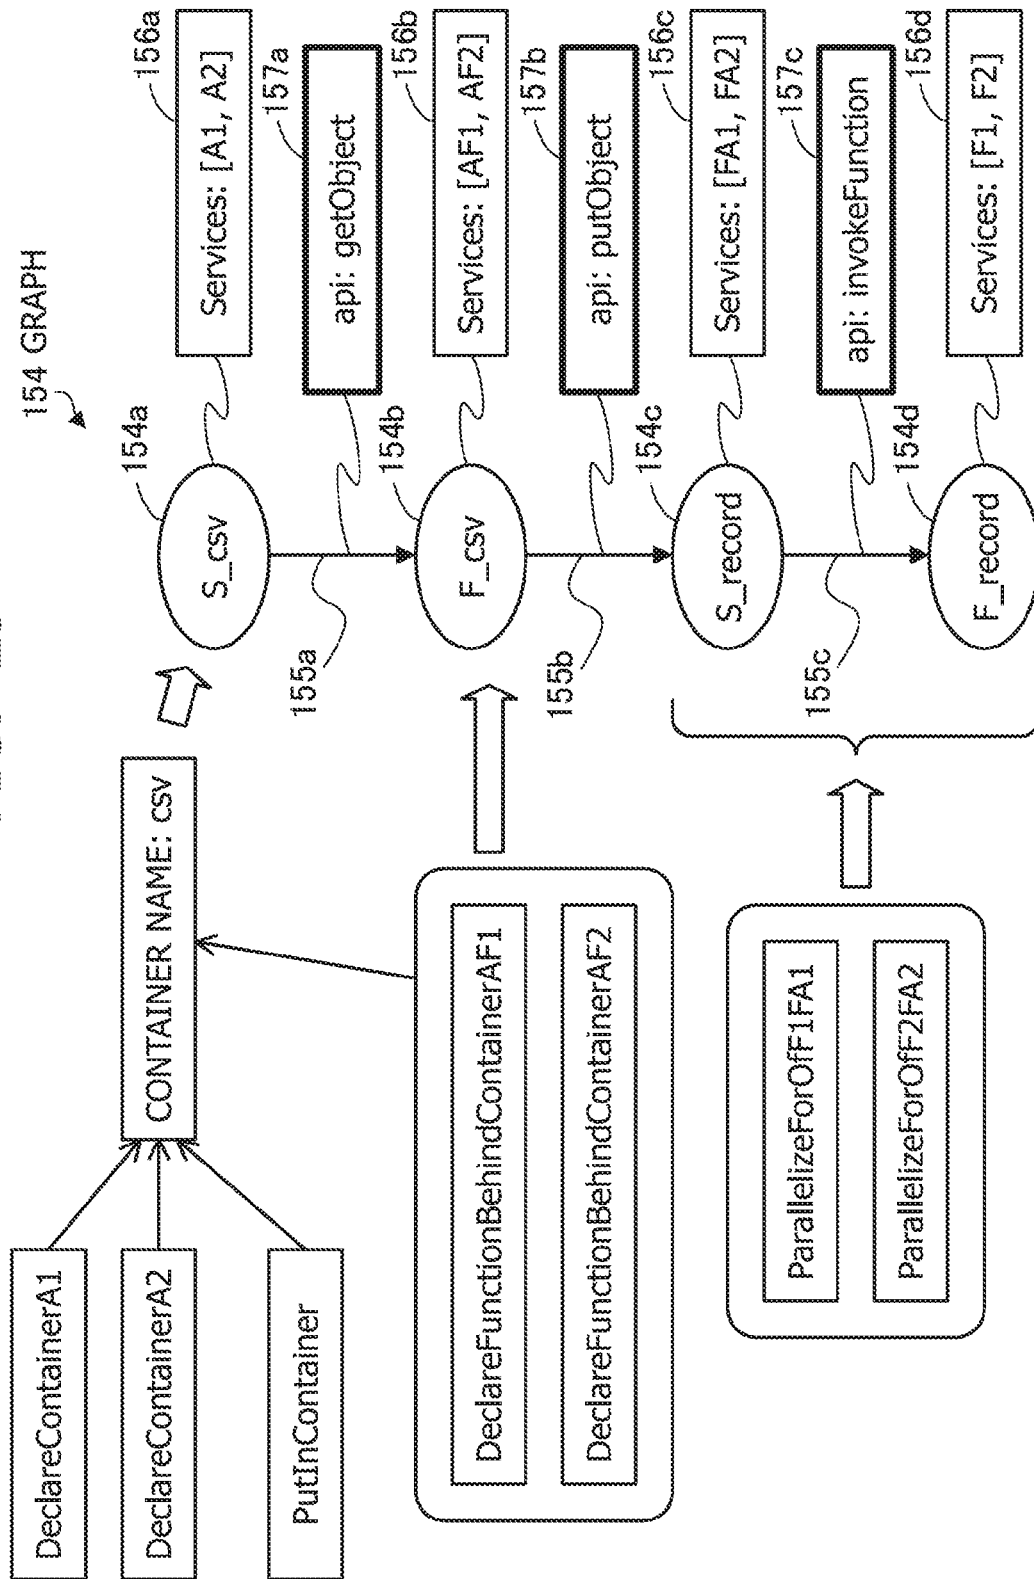 154 GRAPH
DeclareContainerA1
DeclareContainerA2
PutInContainer
CONTAINER NAME: csv
154a
S_csv
156a
Services: [A1, A2]
155a
157a
api: getObject
DeclareFunctionBehindContainerAF1
DeclareFunctionBehindContainerAF2
154b
F_csv
156b
Services: [AF1, AF2]
155b
157b
api: putObject
ParallelizeForOfF1FA1
ParallelizeForOfF2FA2
154c
S_record
156c
Services: [FA1, FA2]
155c
157c
api: invokeFunction
154d
F_record
156d
Services: [F1, F2]